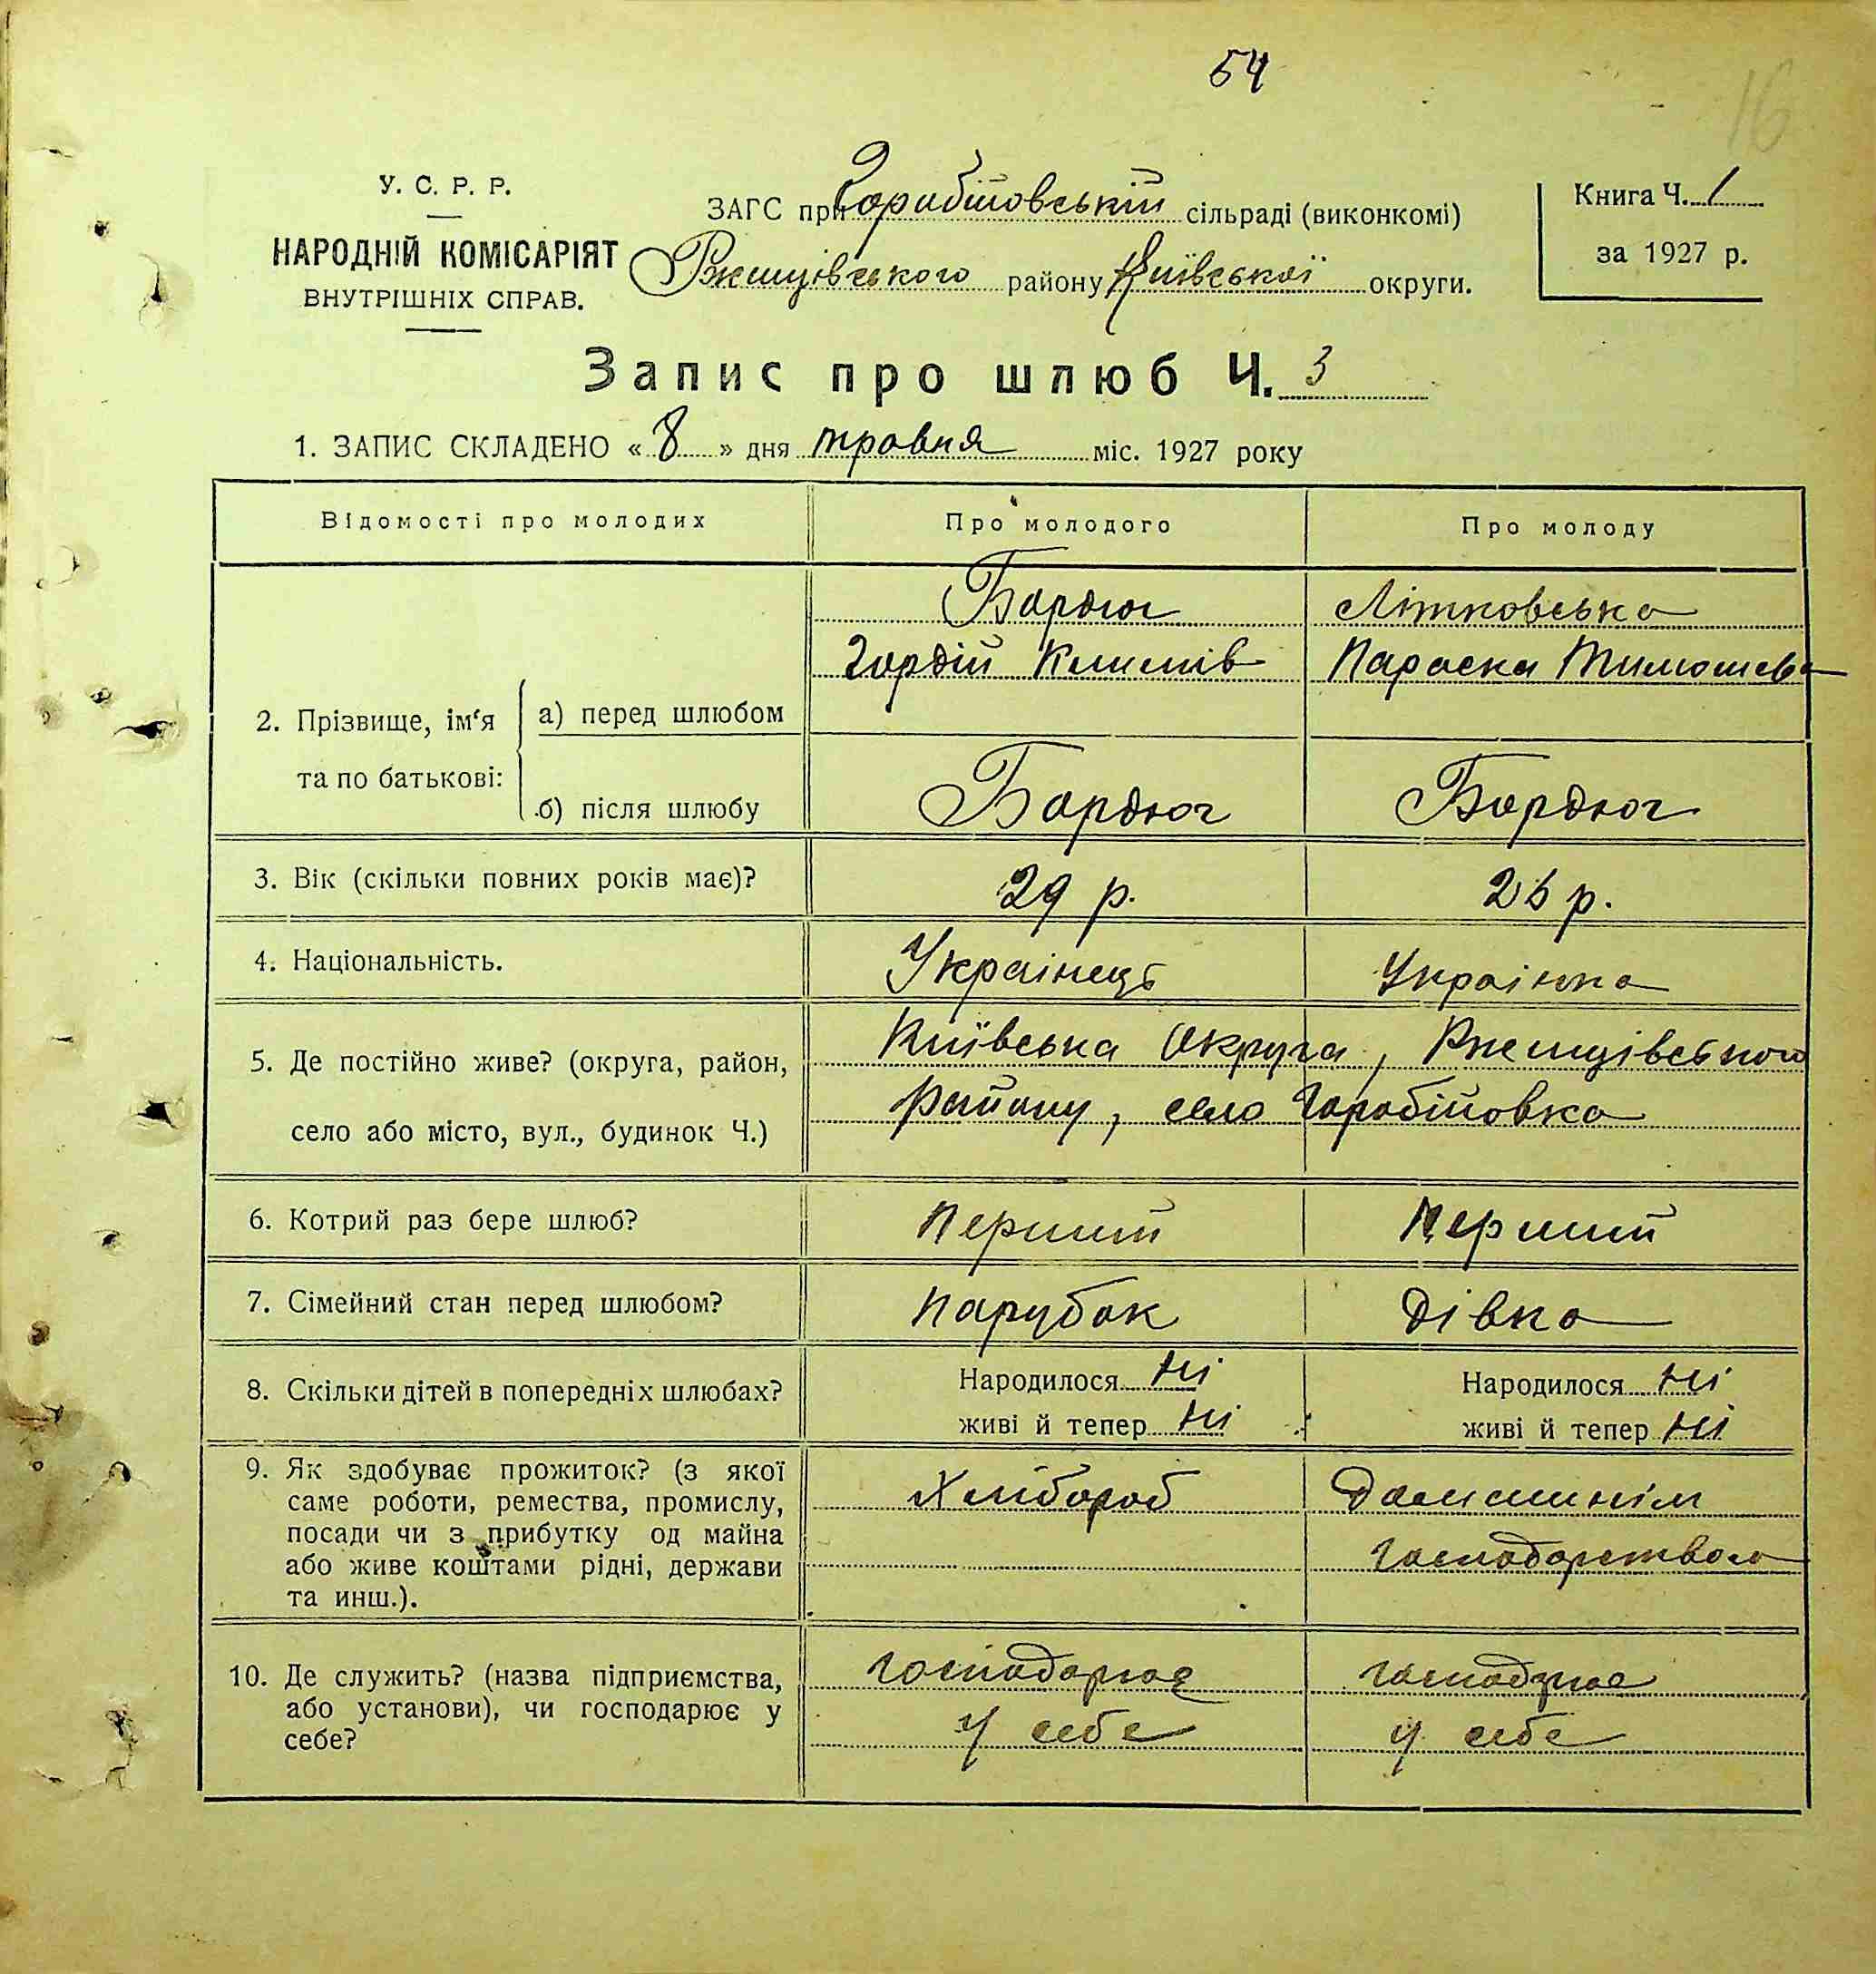 54
16
У. С. Р. Р.
НАРОДНІЙ КОМІСАРІЯТ
ВНУТРІШНІХ СПРАВ.
ЗАГС при Горобіївській сільраді (виконкомі)
Ржищівського району Київської округи.
Книга Ч. 1
за 1927 р.
Запис про шлюб Ч. 3
1. ЗАПИС СКЛАДЕНО « 8 » дня травня міс. 1927 року
Відомості про молодих
Про молодого
Про молоду
2. Прізвище, ім'я та по батькові:
а) перед шлюбом
Бардюг
Гордій Климів
Літковська
Параска Тимошева
б) після шлюбу
Бардюг
Бардюг
3. Вік (скільки повних років має)?
29 р.
р.
4. Національність.
Українець
Українка
5. Де постійно живе? (округа, район,
село або місто, вул., будинок Ч.)
Київська Округа, Ржищівського
району, село Горобіївка
6. Котрий раз бере шлюб?
Перший
Перший
7. Сімейний стан перед шлюбом?
Парубок
Дівка
8. Скільки дітей в попередніх шлюбах?
Народилося Ні
живі й тепер Ні
Народилося Ні
живі й тепер Ні
9. Як здобуває прожиток? (з якої
саме роботи, ремества, промислу,
посади чи з прибутку од майна
або живе коштами рідні, держави
та инш.).
Хлібороб
Домашнім
господарством
10. Де служить? (назва підприємства,
або установи), чи господарює у
себе?
господарює
у себе
у себе